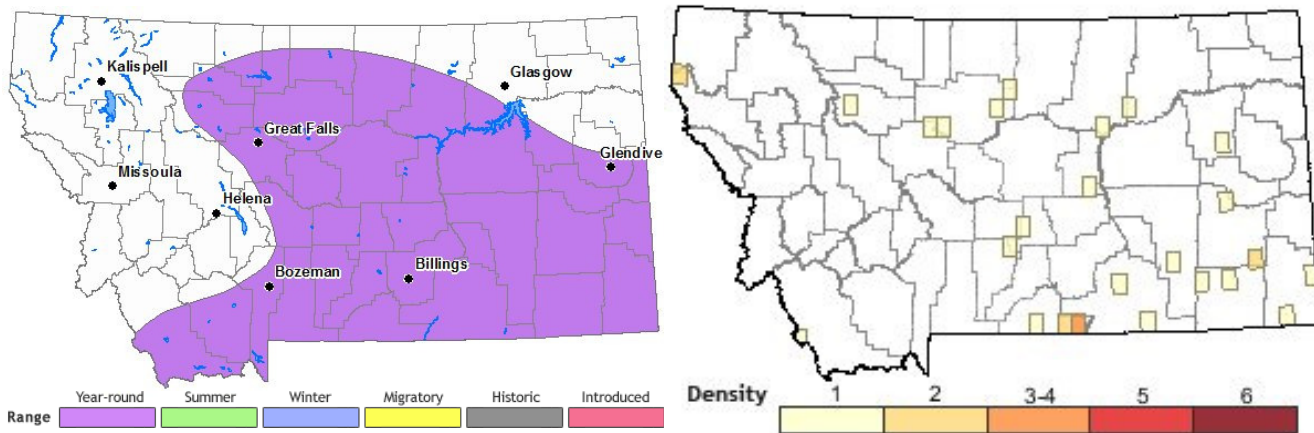 Kalispell
Glasgow
Great Falls
Glendive
Missoula
Helena
Bozeman
Billings
Year-round Summer Winter Migratory Historic Introduced
Range
Density 1 2 3-4 5 6